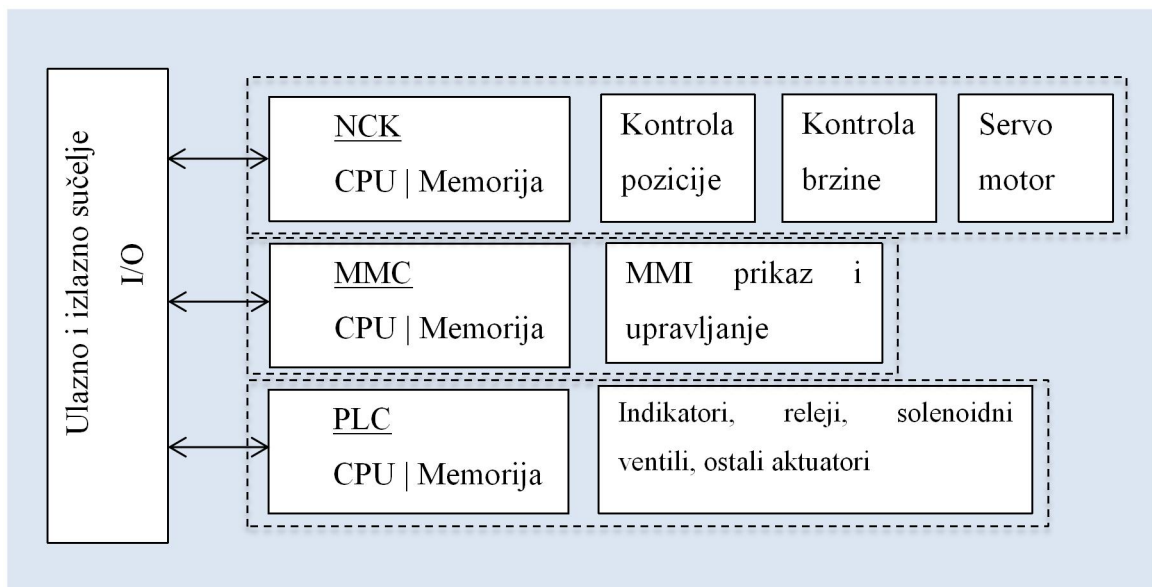 Ulazno i izlazno sučelje
I/O
NCK
CPU | Memorija
Kontrola
pozicije
Kontrola
brzine
Servo
motor
MMC
CPU | Memorija
MMI prikaz i
upravljanje
PLC
CPU | Memorija
Indikatori, releji, solenoidni
ventili, ostali aktuatori